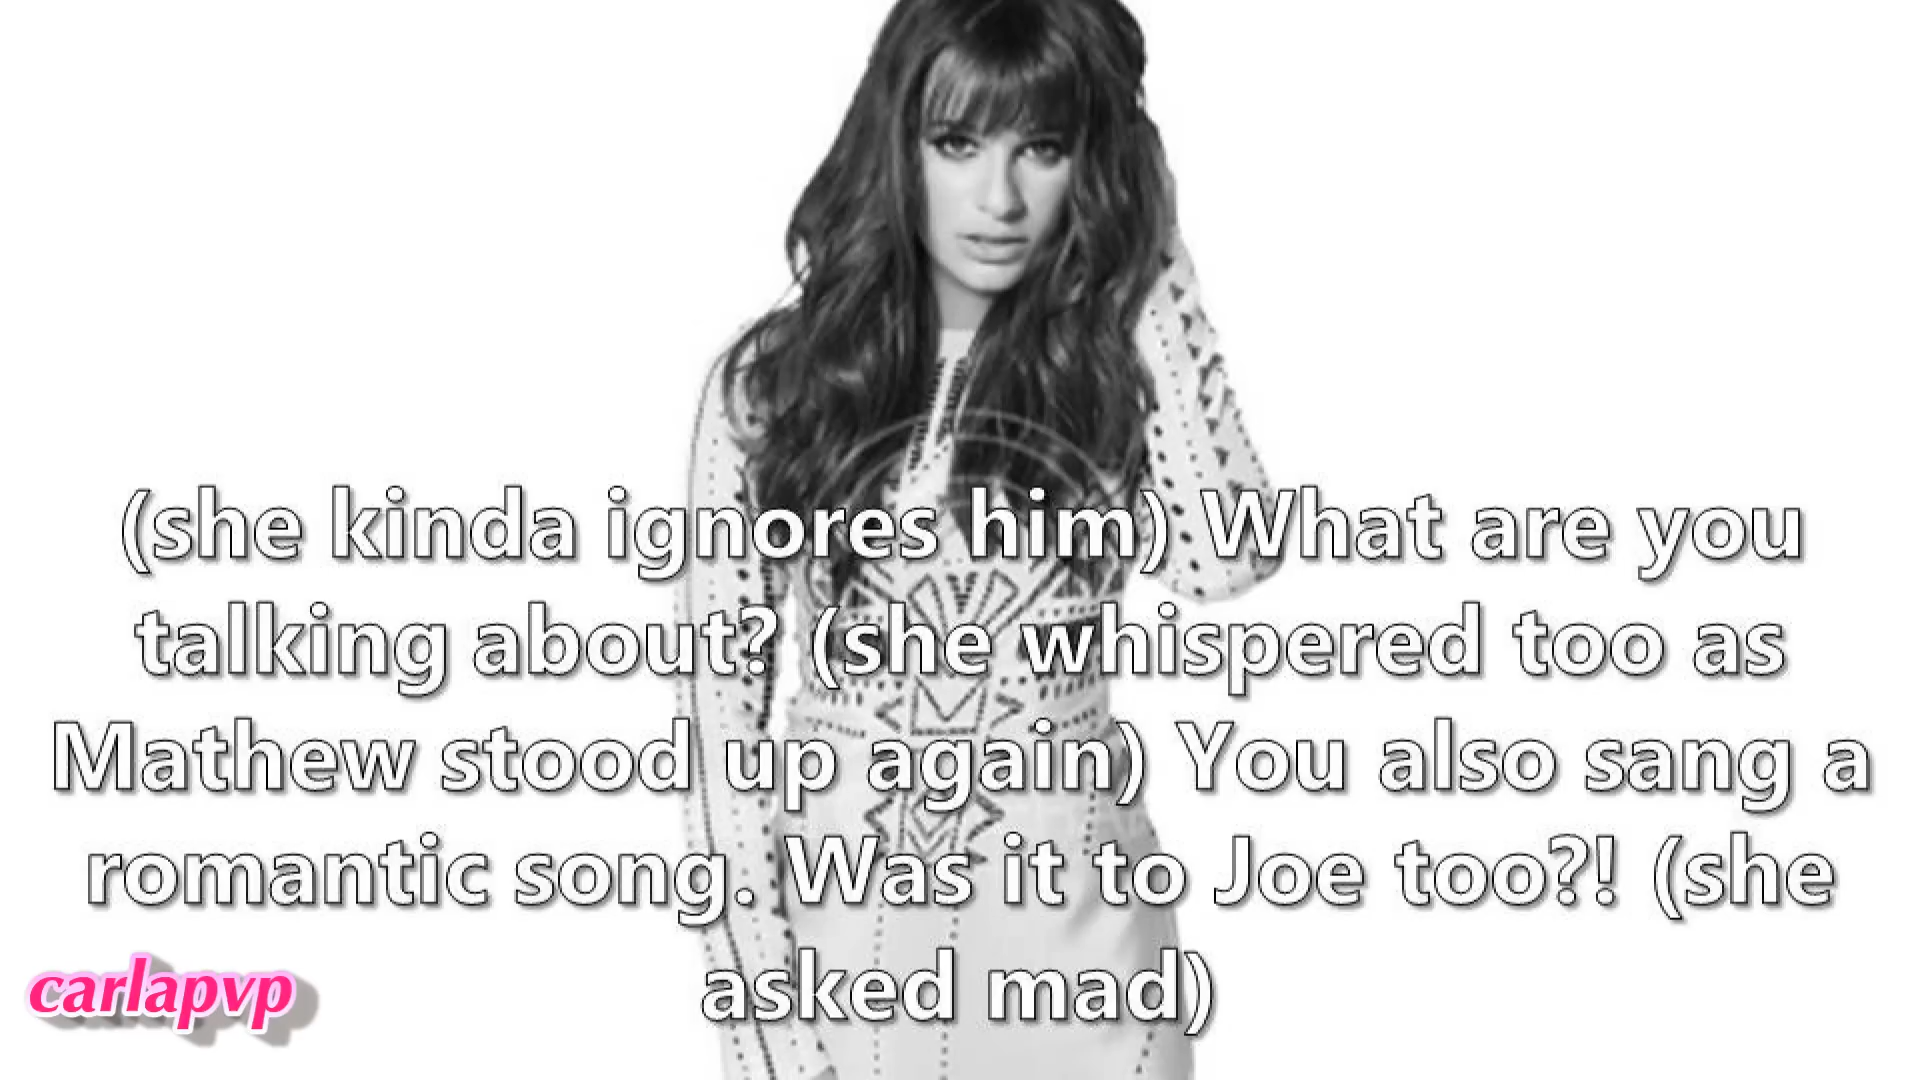 (she kinda ignores him) What are you
talking about? (she whispered too as
Mathew stood up again) You also sang a
romantic song. Was it to Joe too?! (she
asked mad)
carlapvp